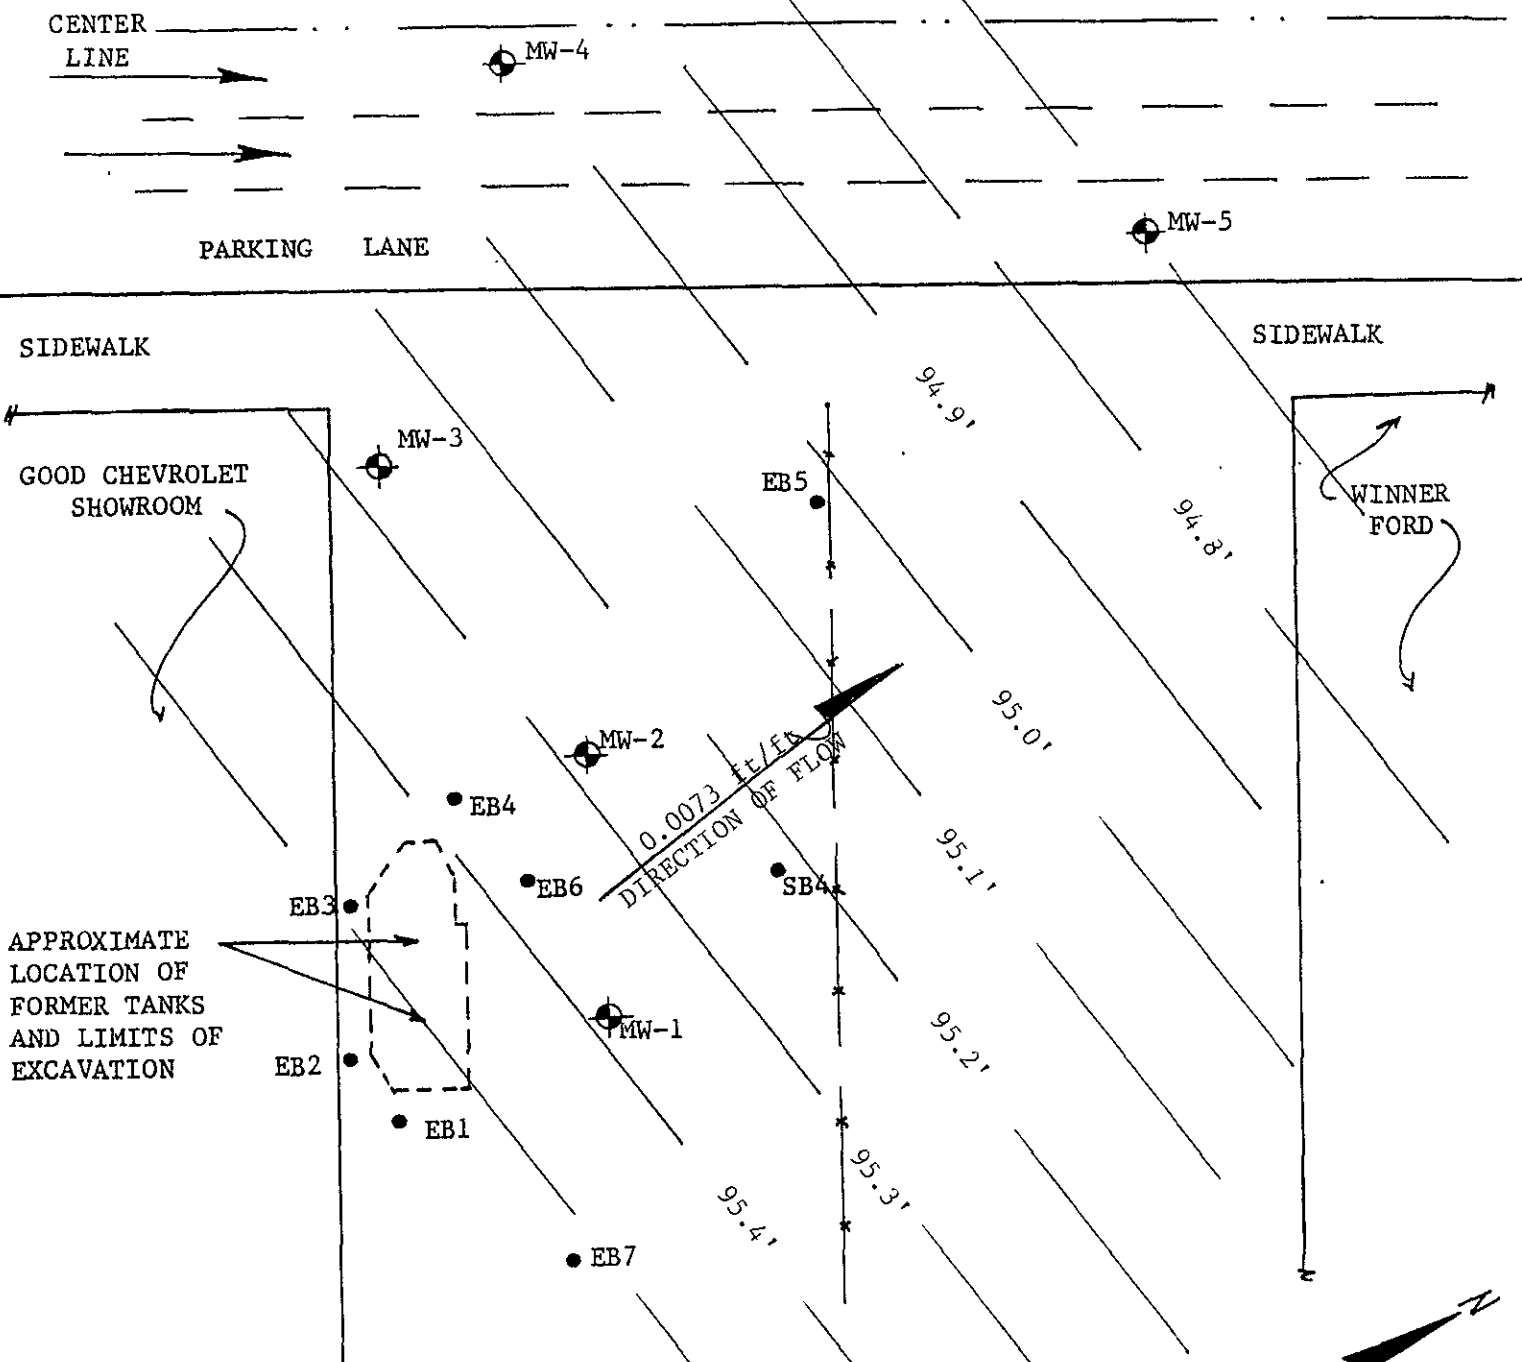 CENTER
LINE
MW-4
MW-5
PARKING LANE
SIDEWALK
SIDEWALK
94.9'
MW-3
GOOD CHEVROLET
SHOWROOM
EB5
WINNER
FORD
94.8'
MW-2
95.0'
0.0073 ft/ft
DIRECTION OF FLOW
EB4
95.1'
EB6
SB4
EB3
APPROXIMATE
LOCATION OF
FORMER TANKS
AND LIMITS OF
EXCAVATION
MW-1
95.2'
EB2
EB1
95.3'
95.4'
EB7
N